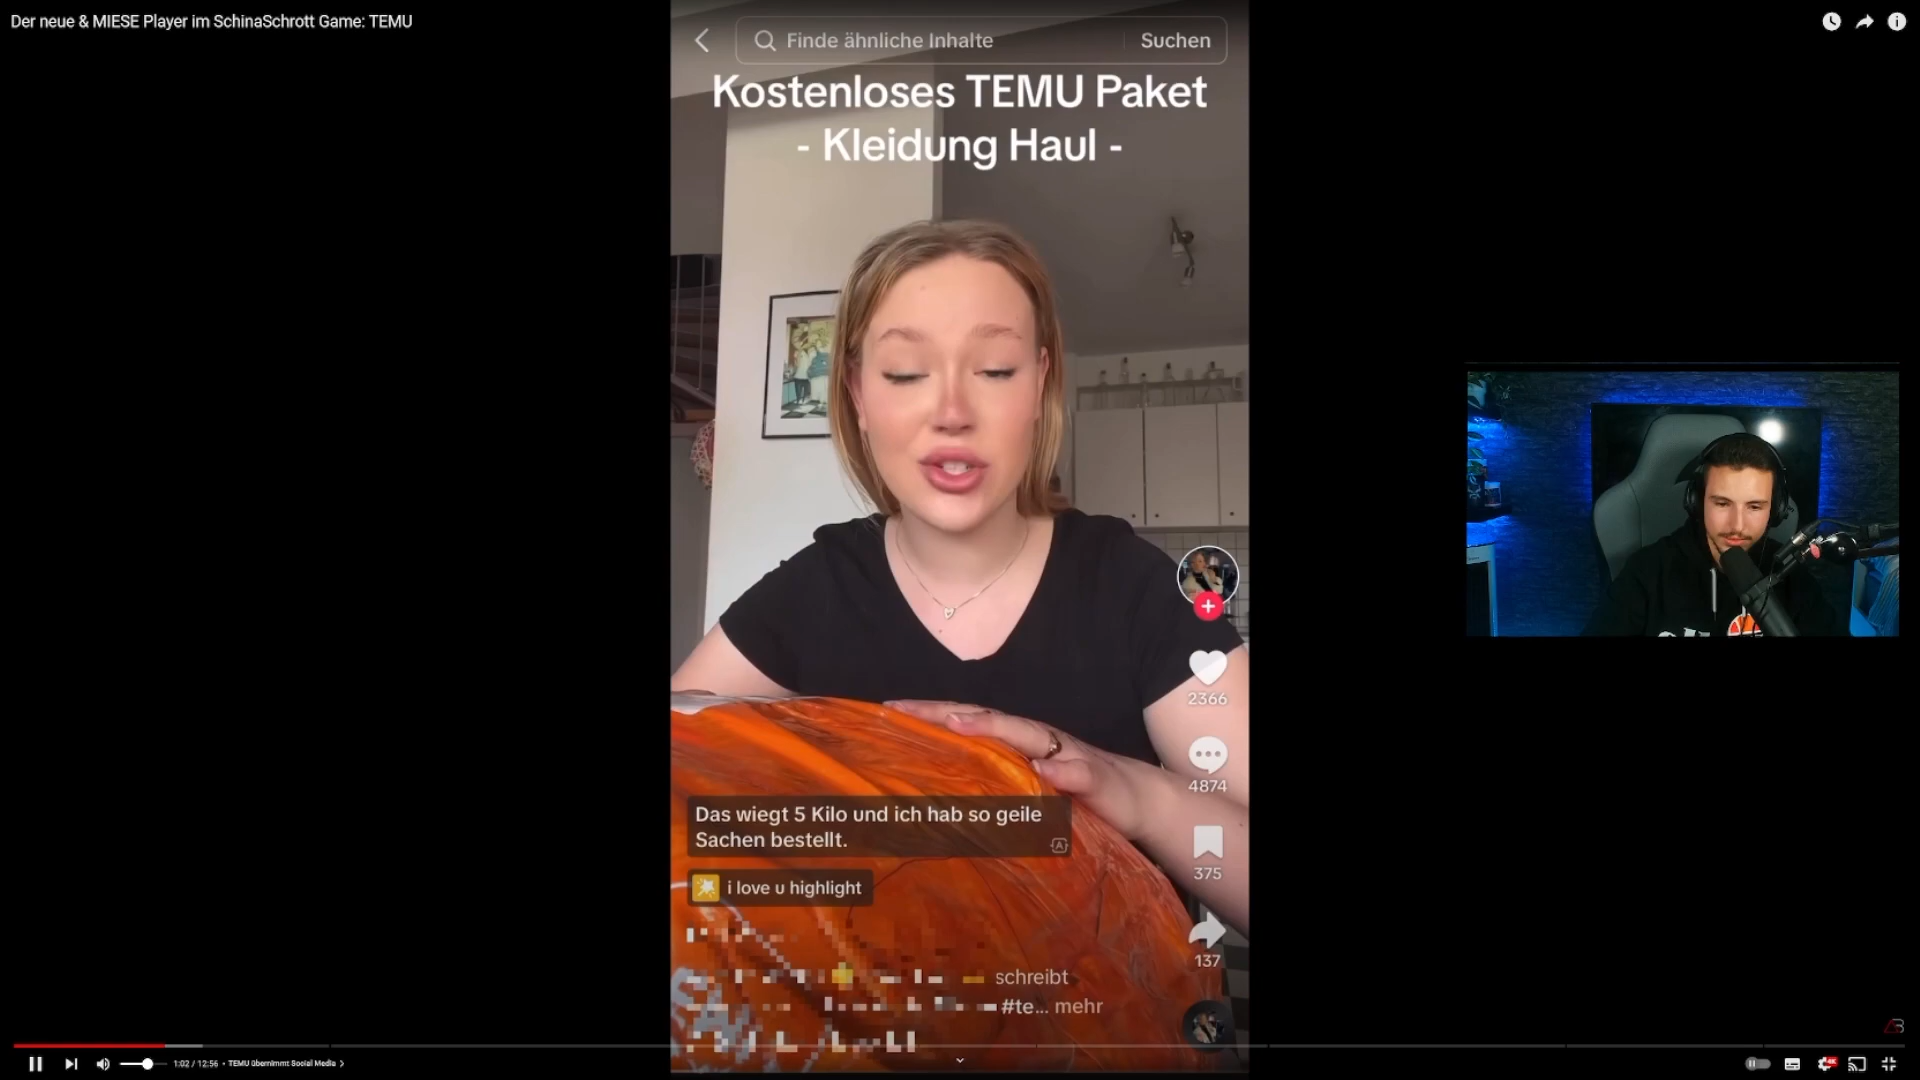 Der neue & MIESE Player im SchinaSchrott Game: TEMU
Finde ähnliche Inhalte
Suchen
Kostenloses TEMU Paket
- Kleidung Haul -
2366
4874
Das wiegt 5 Kilo und ich hab so geile
Sachen bestellt.
375
i love u highlight
137
schreibt
#te... mehr
1:02 / 12:56 • TEMU übernimmt Social Media
4K